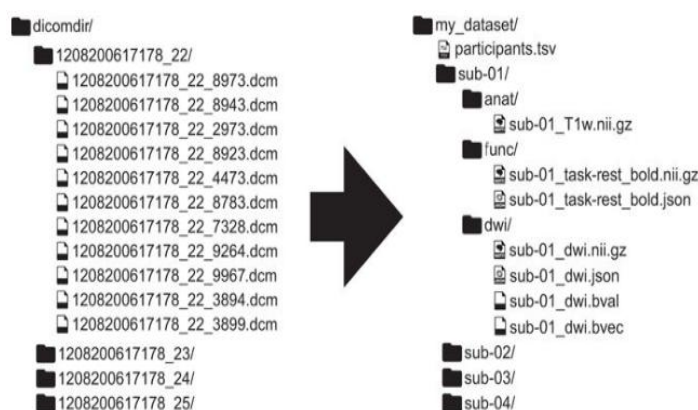 dicomdir/
1208200617178_22/
1208200617178_22_8973.dcm
1208200617178_22_8943.dcm
1208200617178_22_2973.dcm
1208200617178_22_8923.dcm
1208200617178_22_4473.dcm
1208200617178_22_8783.dcm
1208200617178_22_7328.dcm
1208200617178_22_9264.dcm
1208200617178_22_9967.dcm
1208200617178_22_3894.dcm
1208200617178_22_3899.dcm
1208200617178_23/
1208200617178_24/
1208200617178_25/
my_dataset/
participants.tsv
sub-01/
anat/
sub-01_T1w.nii.gz
func/
sub-01_task-rest_bold.nii.gz
sub-01_task-rest_bold.json
dwi/
sub-01_dwi.nii.gz
sub-01_dwi.json
sub-01_dwi.bval
sub-01_dwi.bvec
sub-02/
sub-03/
sub-04/